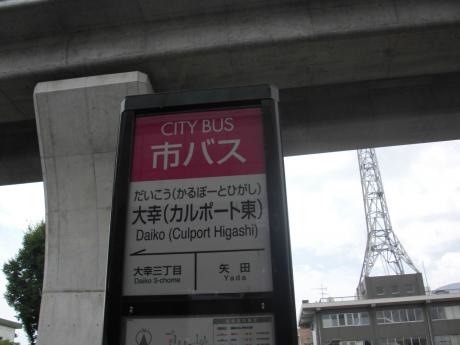 CITY BUS
市バス
だいこう(かるぽーとひがし)
大幸(カルポート東)
Daiko (Culport Higashi)
大幸三丁目 矢田
Daiko 3-chome Yada